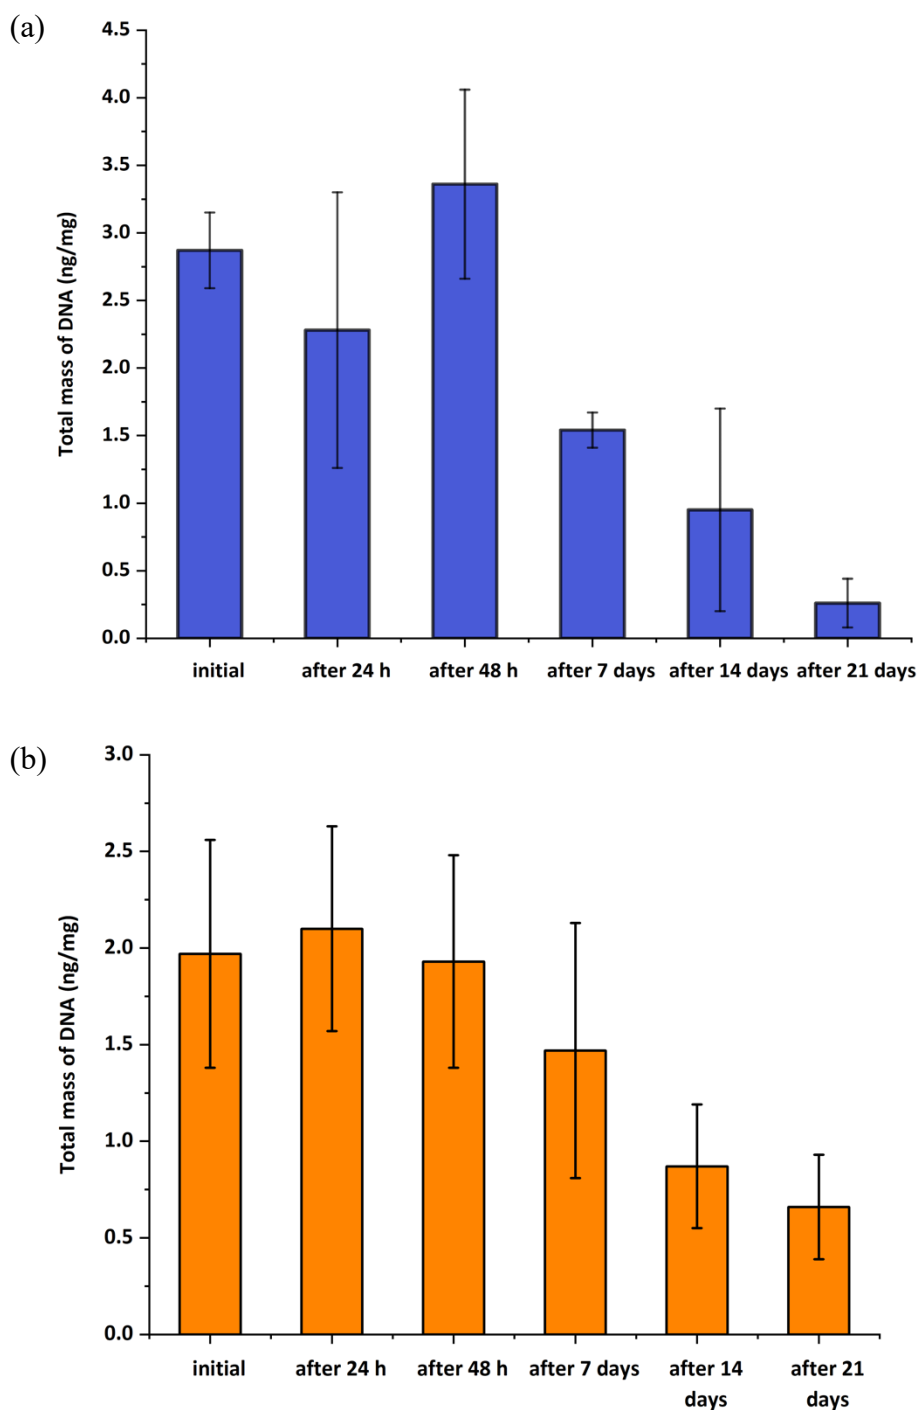 (a)
Total mass of DNA (ng/mg)
4.5
4.0
3.5
3.0
2.5
2.0
1.5
1.0
0.5
0.0
initial after 24 h after 48 h after 7 days after 14 days after 21 days
(b)
Total mass of DNA (ng/mg)
3.0
2.5
2.0
1.5
1.0
0.5
0.0
initial after 24 h after 48 h after 7 days after 14 after 21
days days